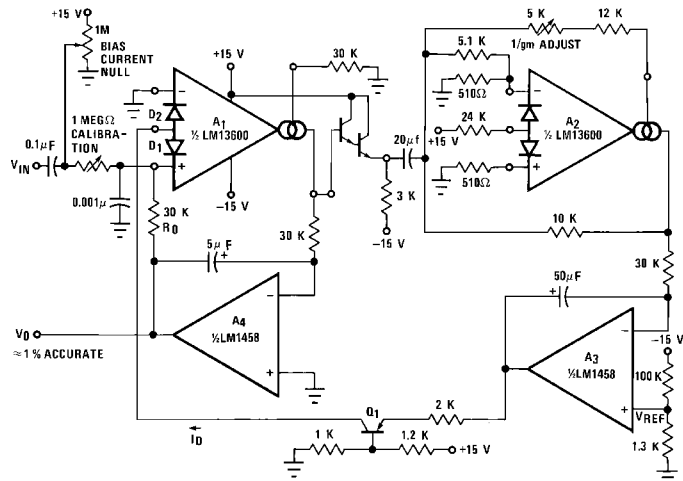 +15 V
1M
BIAS
CURRENT
NULL
+15 V
30 K
5 K
12 K
1/gm ADJUST
5.1 K
510Ω
D2
D1
A1
½ LM13600
1 MEGΩ
CALIBRA-
TION
0.1μF
VIN
0.001μ
−15 V
20μf
3 K
−15 V
24 K
+15 V
510Ω
A2
½ LM13600
30 K
RO
30 K
10 K
30 K
5μF
+
A4
½LM1458
VO
≈1% ACCURATE
50μF
+
A3
½LM1458
−15 V
100K
VREF
1.3 K
ID
Q1
2 K
1 K
1.2 K
+15 V